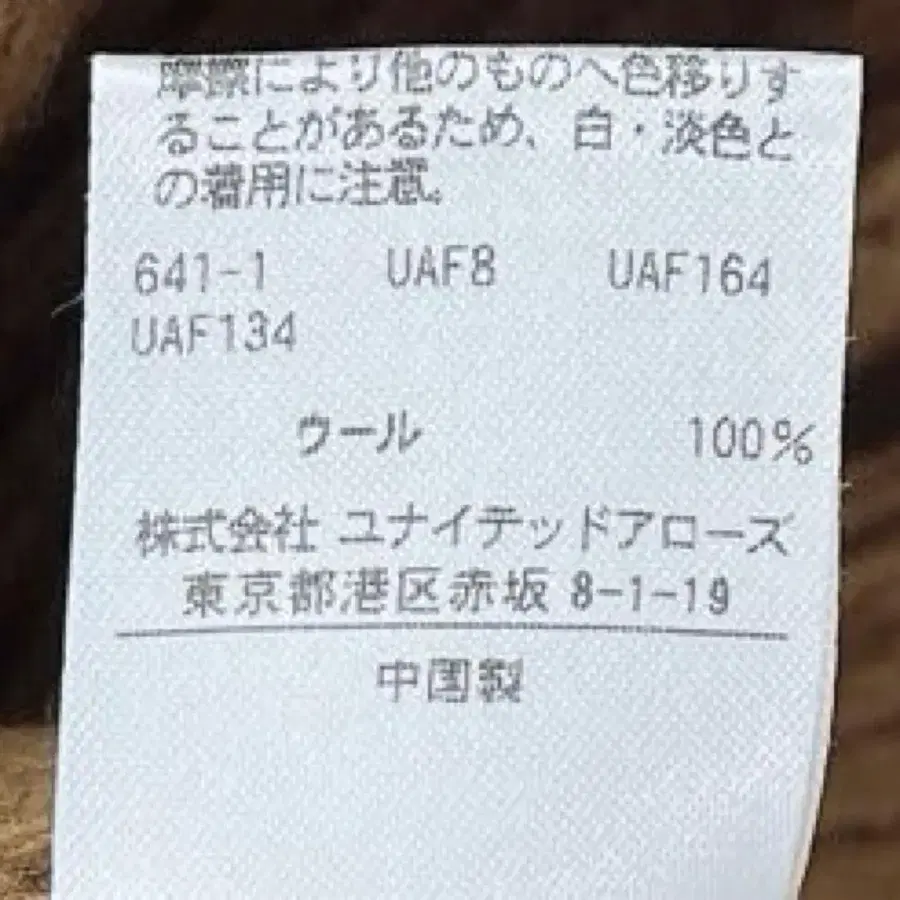 摩擦により他のものへ色移りす
ることがあるため、白・淡色と
の着用に注意。
641-1 UAF8 UAF164
UAF134
ウール 100%
株式会社 ユナイテッドアローズ
東京都港区赤坂 8-1-19
中国製